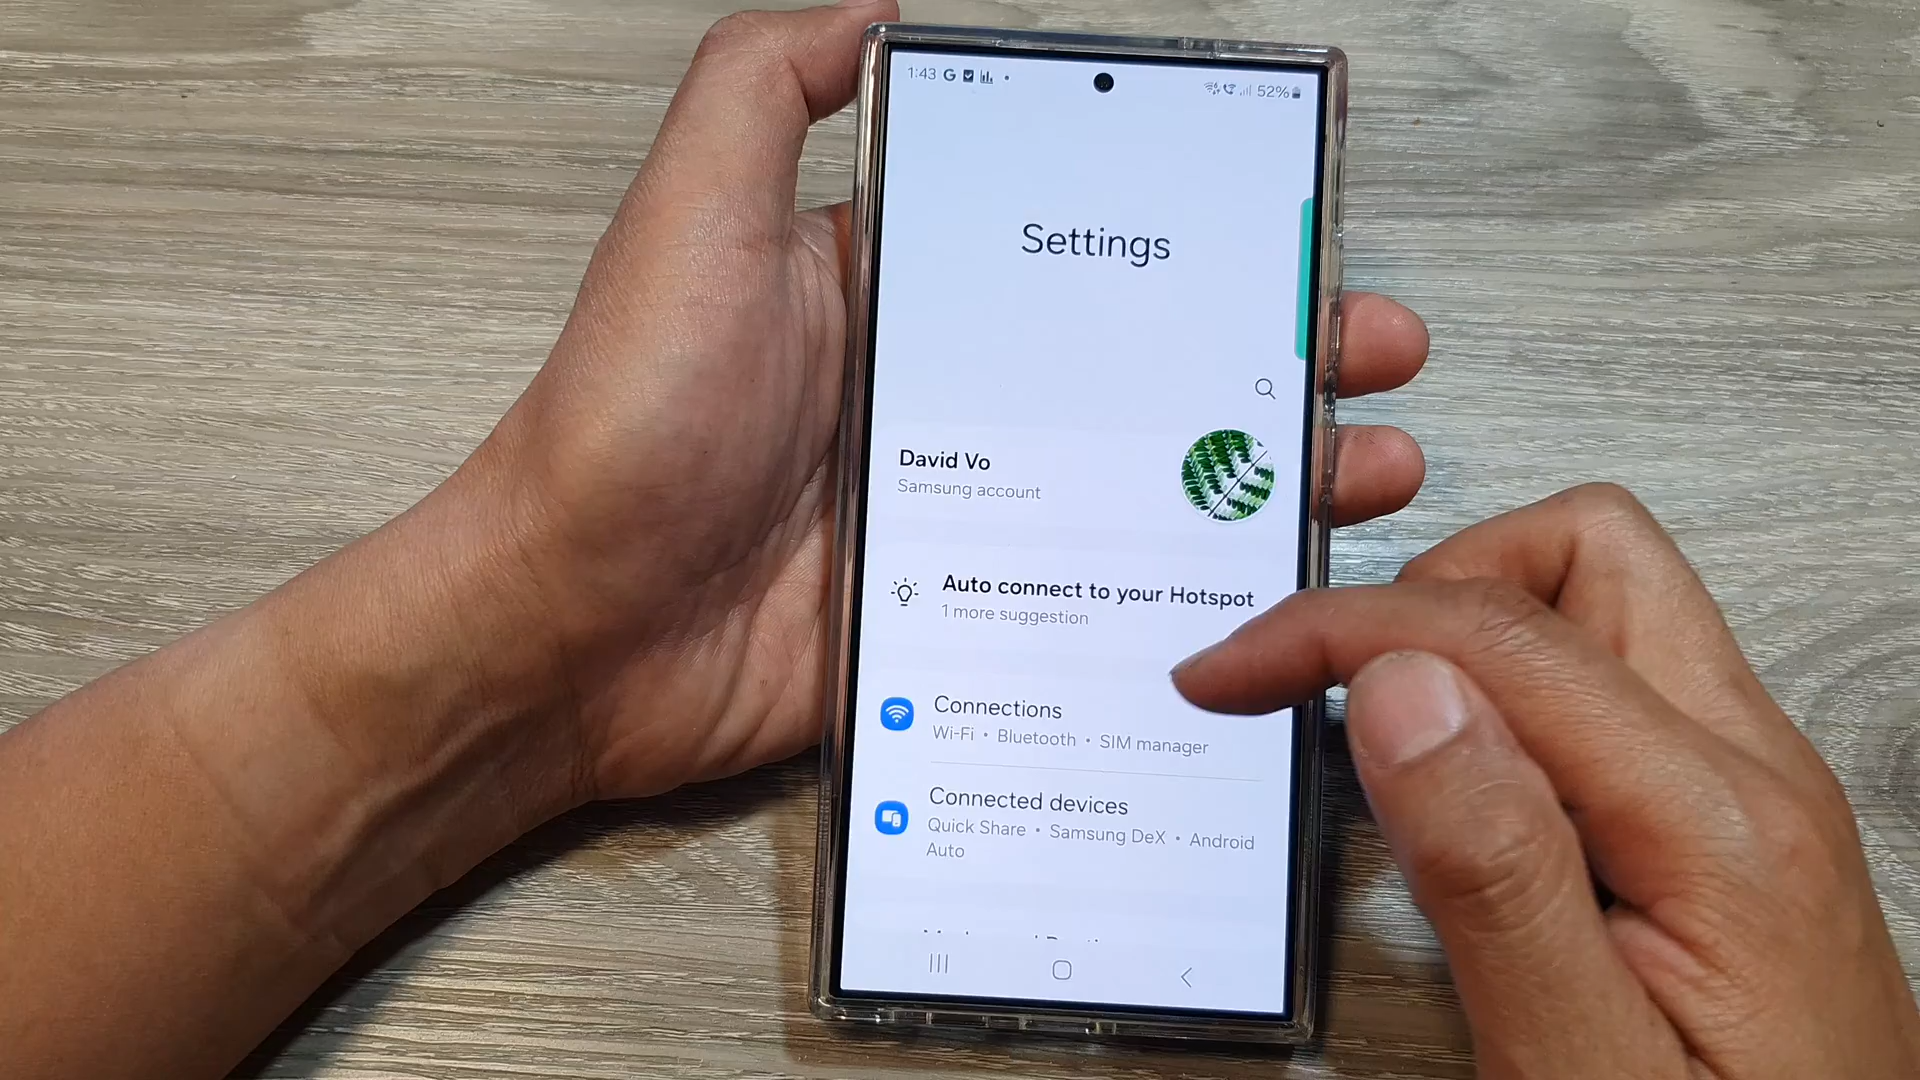 1:43 G
52%
Settings
David Vo
Samsung account
Auto connect to your Hotspot
1 more suggestion
Connections
Wi-Fi • Bluetooth • SIM manager
Connected devices
Quick Share • Samsung DeX • Android
Auto